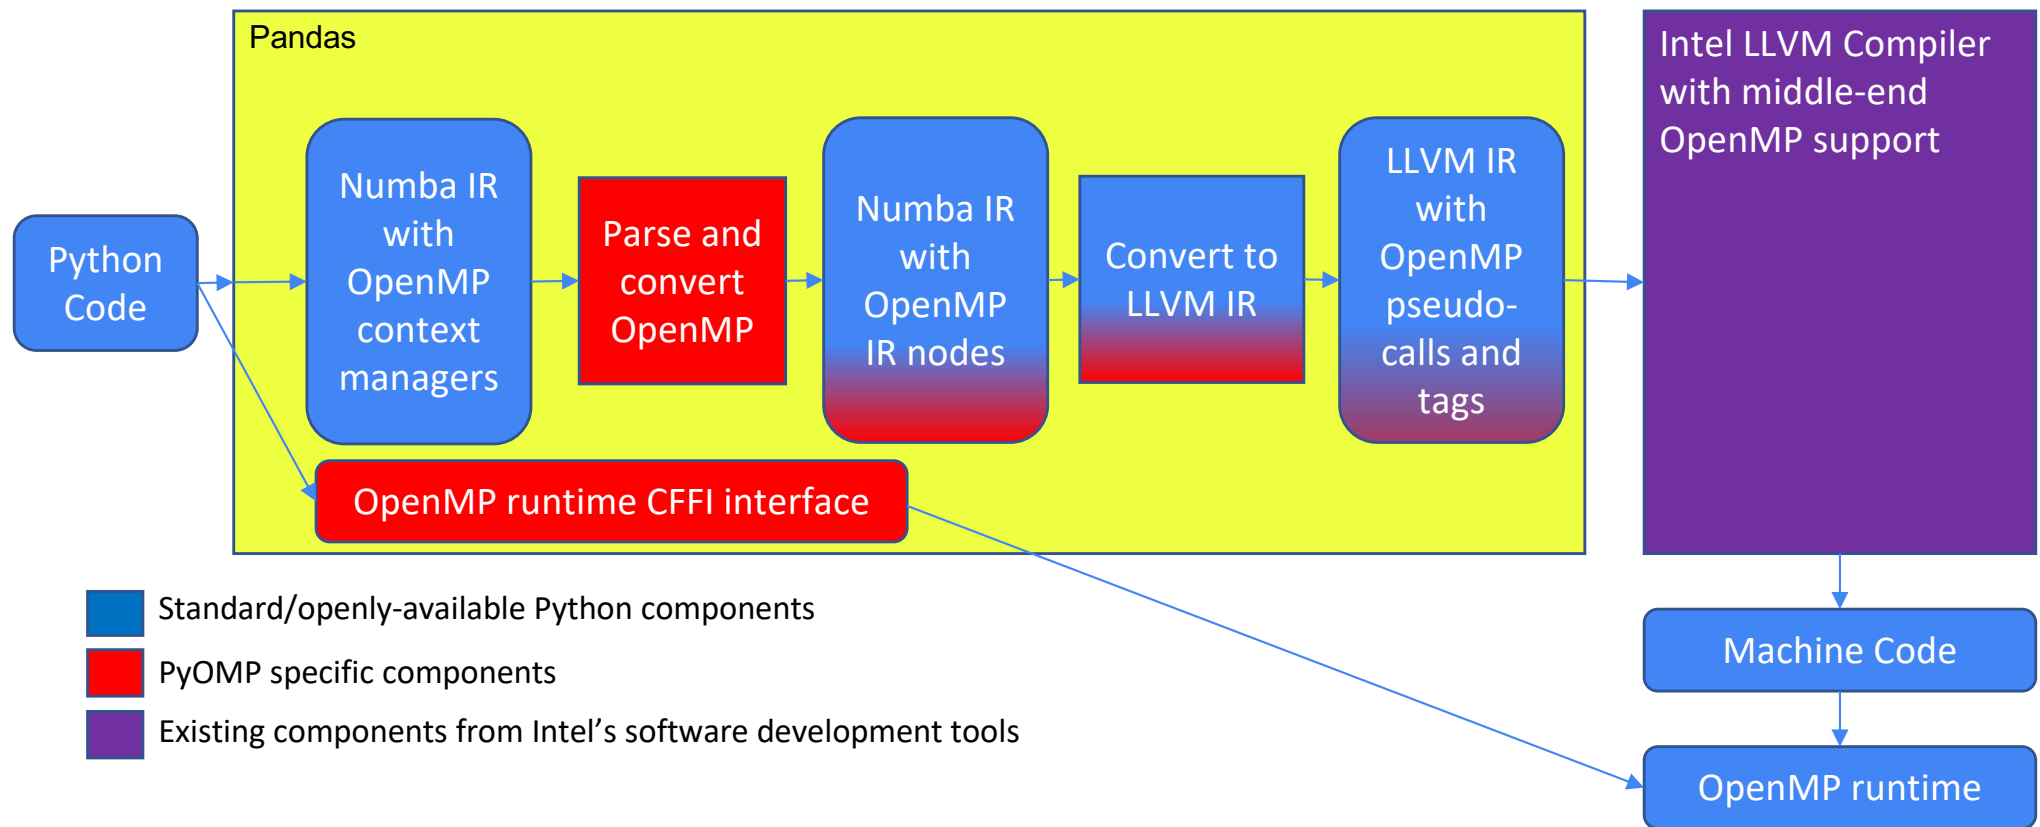 Pandas
Intel LLVM Compiler
with middle-end
OpenMP support
Python
Code
Numba IR
with
OpenMP
context
managers
Parse and
convert
OpenMP
Numba IR
with
OpenMP
IR nodes
Convert to
LLVM IR
LLVM IR
with
OpenMP
pseudo-
calls and
tags
OpenMP runtime CFFI interface
Standard/openly-available Python components
PyOMP specific components
Existing components from Intel’s software development tools
Machine Code
OpenMP runtime